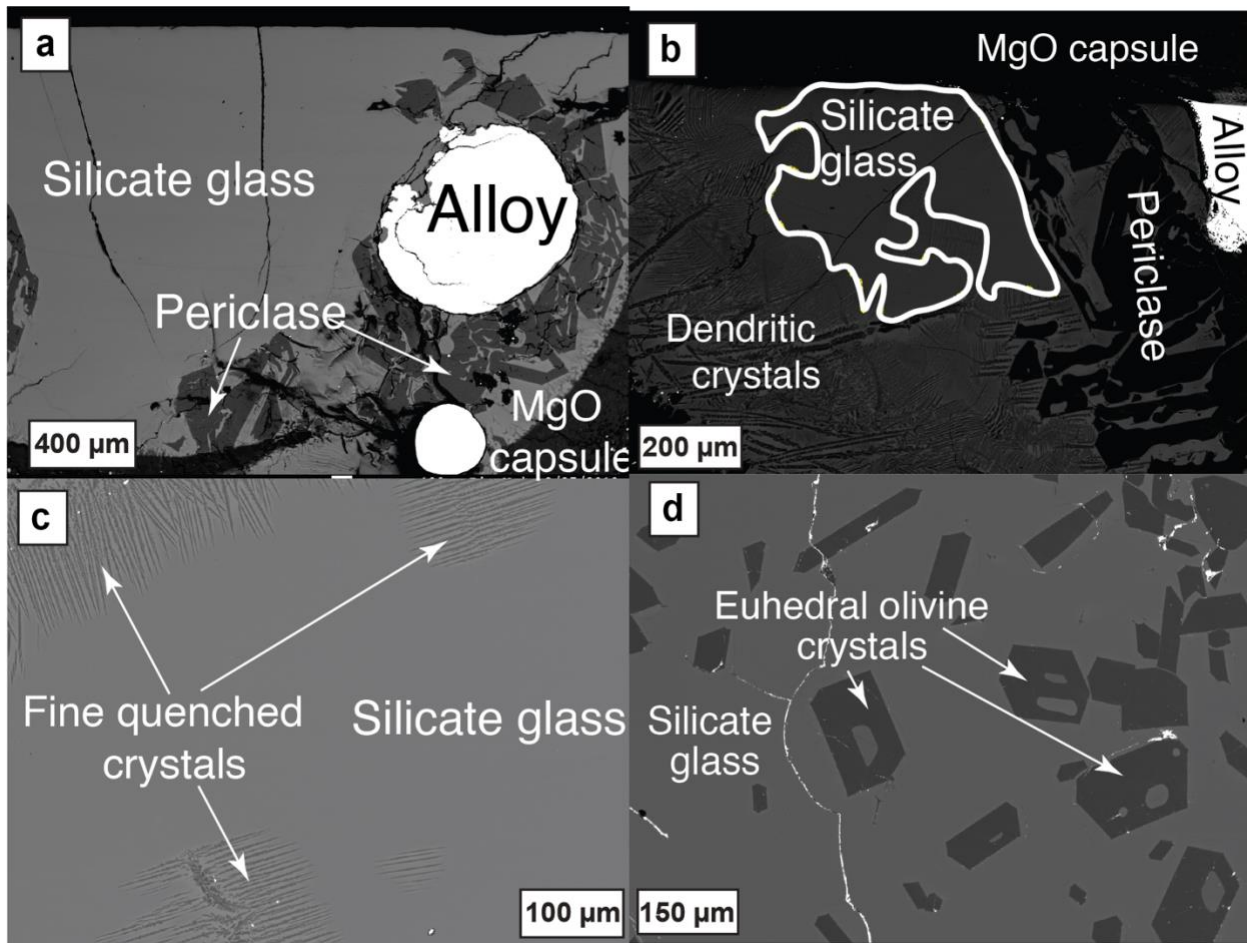 a
Silicate glass
Alloy
Periclase
MgO
capsule
400 µm
b
MgO capsule
Silicate
glass
Alloy
Periclase
Dendritic
crystals
200 µm
c
Fine quenched
crystals
Silicate glass
100 µm
d
Euhedral olivine
crystals
Silicate
glass
150 µm